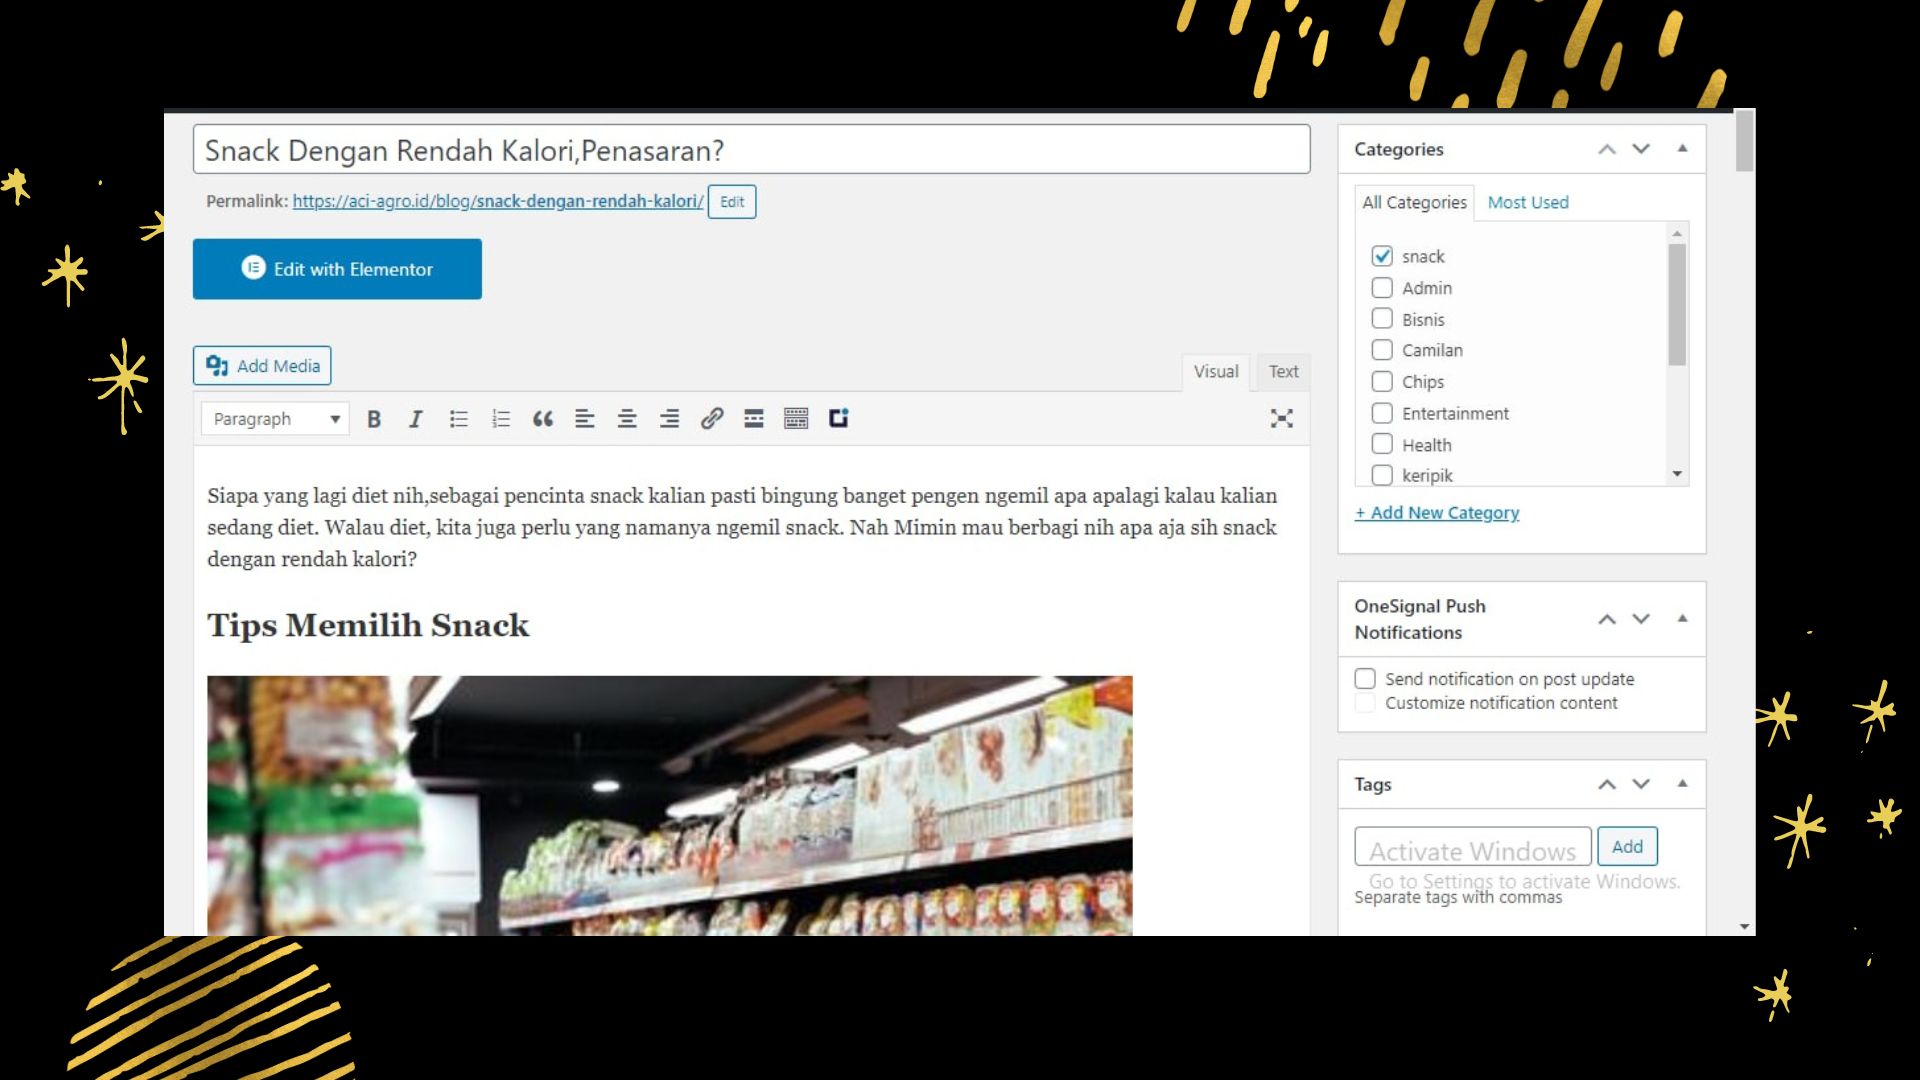 Snack Dengan Rendah Kalori,Penasaran?
Permalink: https://aci-agro.id/blog/snack-dengan-rendah-kalori/ Edit
Edit with Elementor
Add Media
Visual Text
Paragraph
Siapa yang lagi diet nih,sebagai pencinta snack kalian pasti bingung banget pengen ngemil apa apalagi kalau kalian
sedang diet. Walau diet, kita juga perlu yang namanya ngemil snack. Nah Mimin mau berbagi nih apa aja sih snack
dengan rendah kalori?
Tips Memilih Snack
Categories
All Categories Most Used
snack
Admin
Bisnis
Camilan
Chips
Entertainment
Health
keripik
+ Add New Category
OneSignal Push
Notifications
Send notification on post update
Customize notification content
Tags
Activate Windows
Add
Go to Settings to activate Windows.
Separate tags with commas